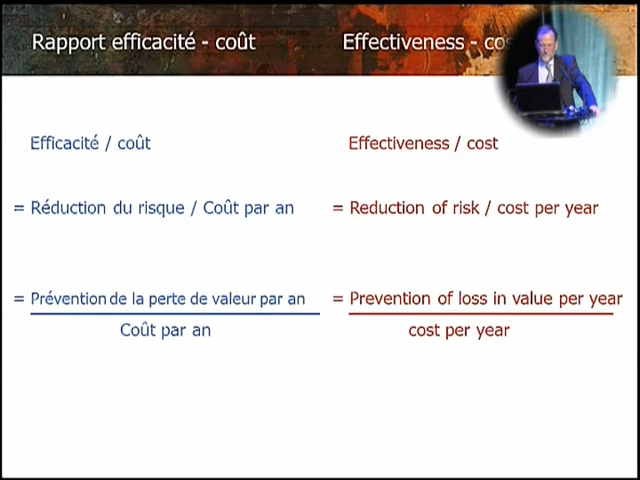 Rapport efficacité - coût
Effectiveness - cos
Efficacité / coût
= Réduction du risque / Coût par an
= Prévention de la perte de valeur par an
Coût par an
Effectiveness / cost
= Reduction of risk / cost per year
= Prevention of loss in value per year
cost per year